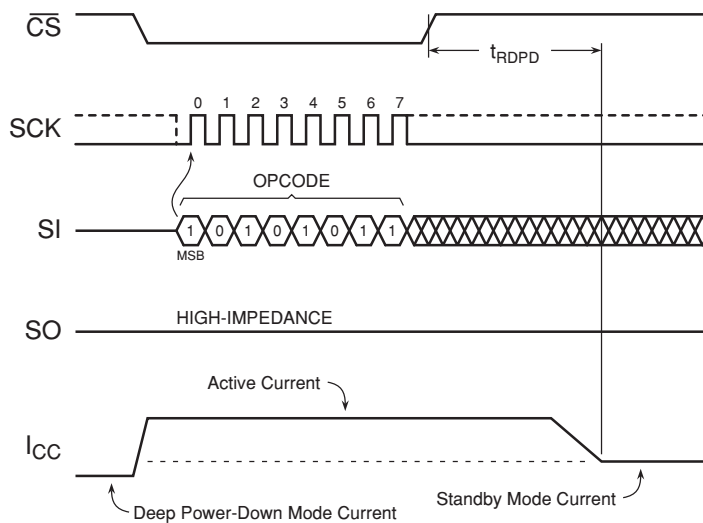 CS
tRDPD
0 1 2 3 4 5 6 7
SCK
OPCODE
SI
1 0 1 0 1 0 1 1
MSB
HIGH-IMPEDANCE
SO
Active Current
ICC
Deep Power-Down Mode Current
Standby Mode Current